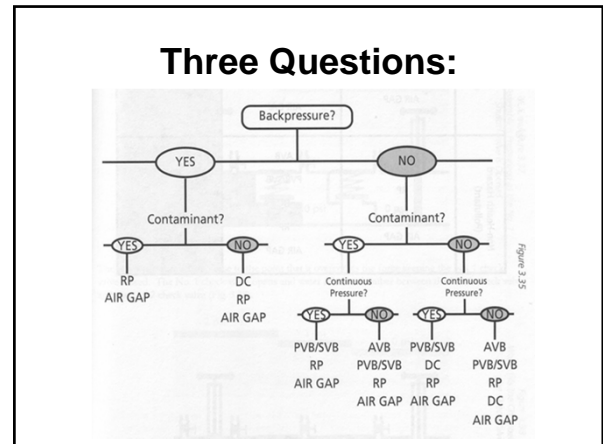 Three Questions:
Backpressure?
YES
NO
Contaminant?
Contaminant?
YES
NO
YES
NO
RP
AIR GAP
DC
RP
AIR GAP
Continuous
Pressure?
Continuous
Pressure?
YES
NO
YES
NO
PVB/SVB
RP
AIR GAP
AVB
PVB/SVB
RP
AIR GAP
PVB/SVB
DC
RP
AIR GAP
AVB
PVB/SVB
RP
DC
AIR GAP
Figure 3.35